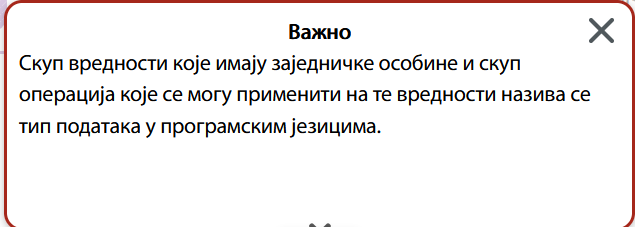 Важно
Скуп вредности које имају заједничке особине и скуп
операција које се могу применити на те вредности назива се
тип података у програмским језицима.